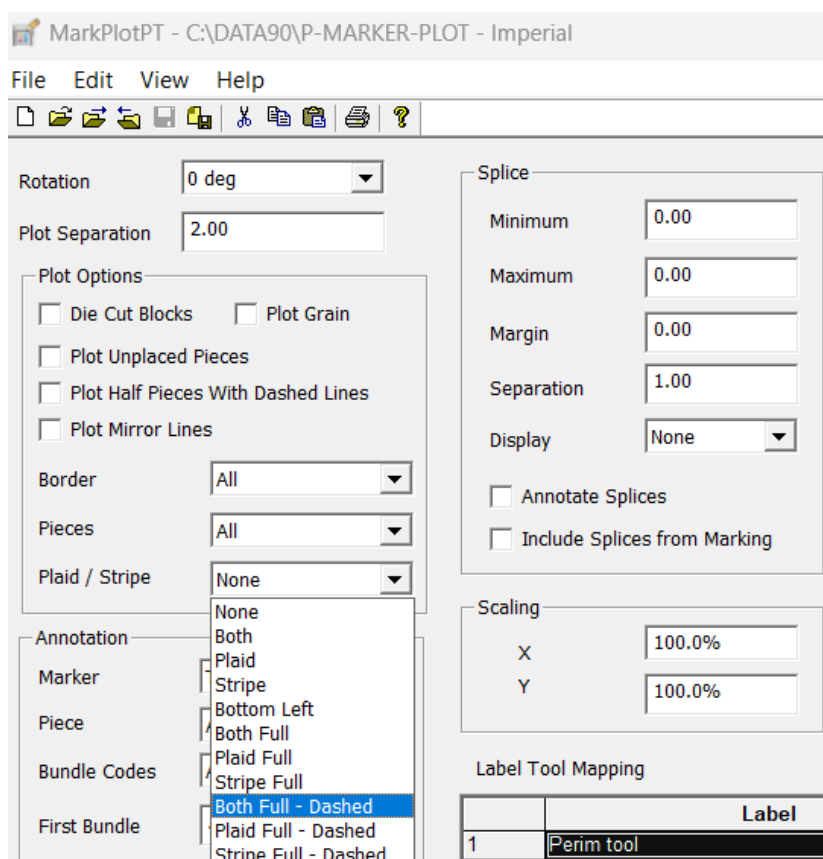 MarkPlotPT - C:\DATA90\P-MARKER-PLOT - Imperial
File Edit View Help
Rotation 0 deg
Plot Separation 2.00
Plot Options
Die Cut Blocks Plot Grain
Plot Unplaced Pieces
Plot Half Pieces With Dashed Lines
Plot Mirror Lines
Border All
Pieces All
Plaid / Stripe None
None
Both
Plaid
Stripe
Bottom Left
Both Full
Plaid Full
Stripe Full
Both Full - Dashed
Plaid Full - Dashed
Stripe Full - Dashed
Annotation
Marker
Piece
Bundle Codes
First Bundle
Splice
Minimum 0.00
Maximum 0.00
Margin 0.00
Separation 1.00
Display None
Annotate Splices
Include Splices from Marking
Scaling
X 100.0%
Y 100.0%
Label Tool Mapping
Label
1 Perim tool